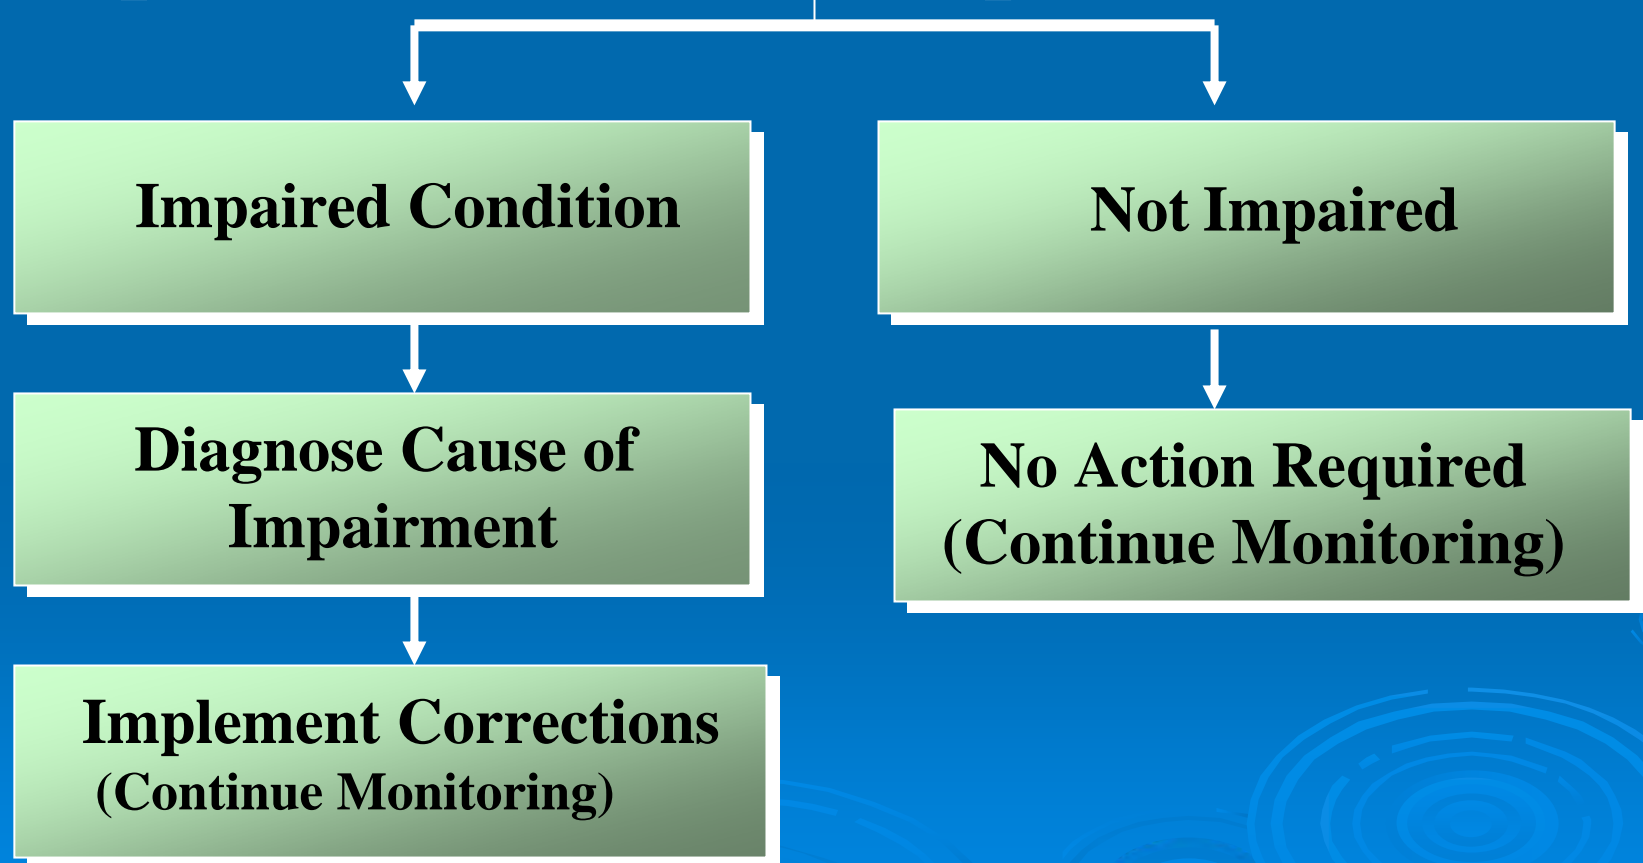 Impaired Condition
Not Impaired
Diagnose Cause of
Impairment
No Action Required
(Continue Monitoring)
Implement Corrections
(Continue Monitoring)